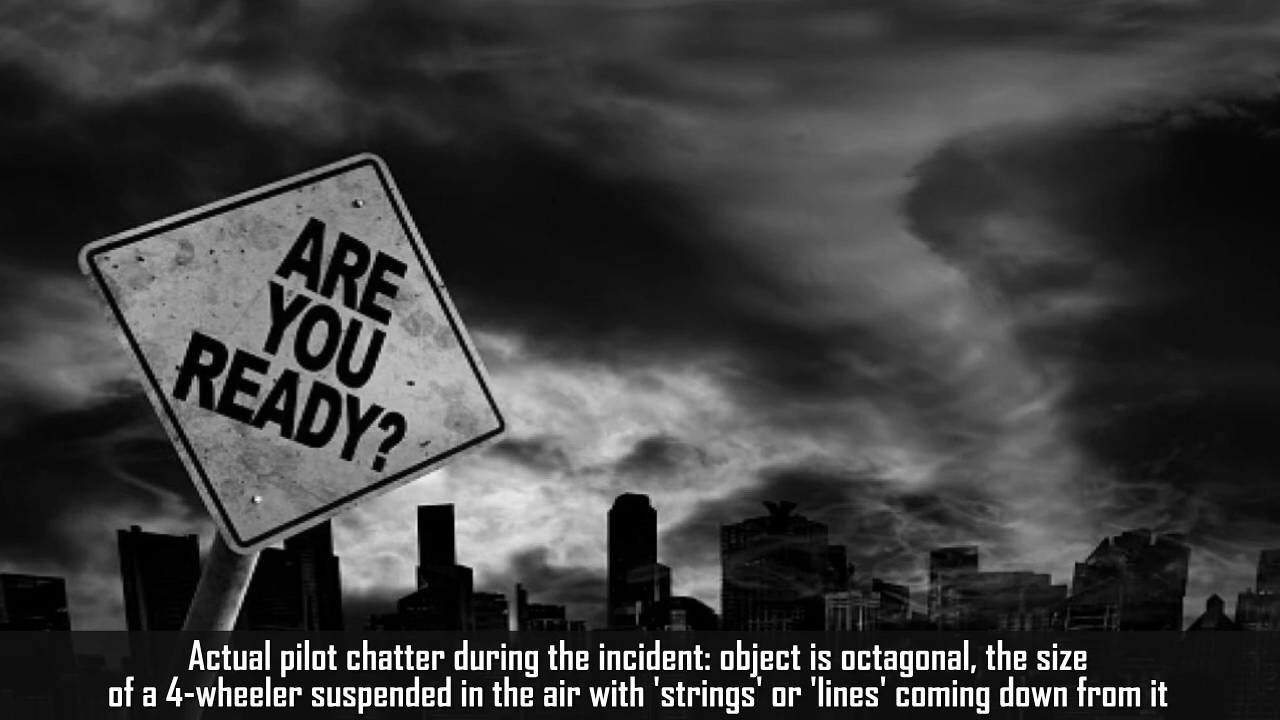 ARE
YOU
READY?
Actual pilot chatter during the incident: object is octagonal, the size
of a 4-wheeler suspended in the air with 'strings' or 'lines' coming down from it